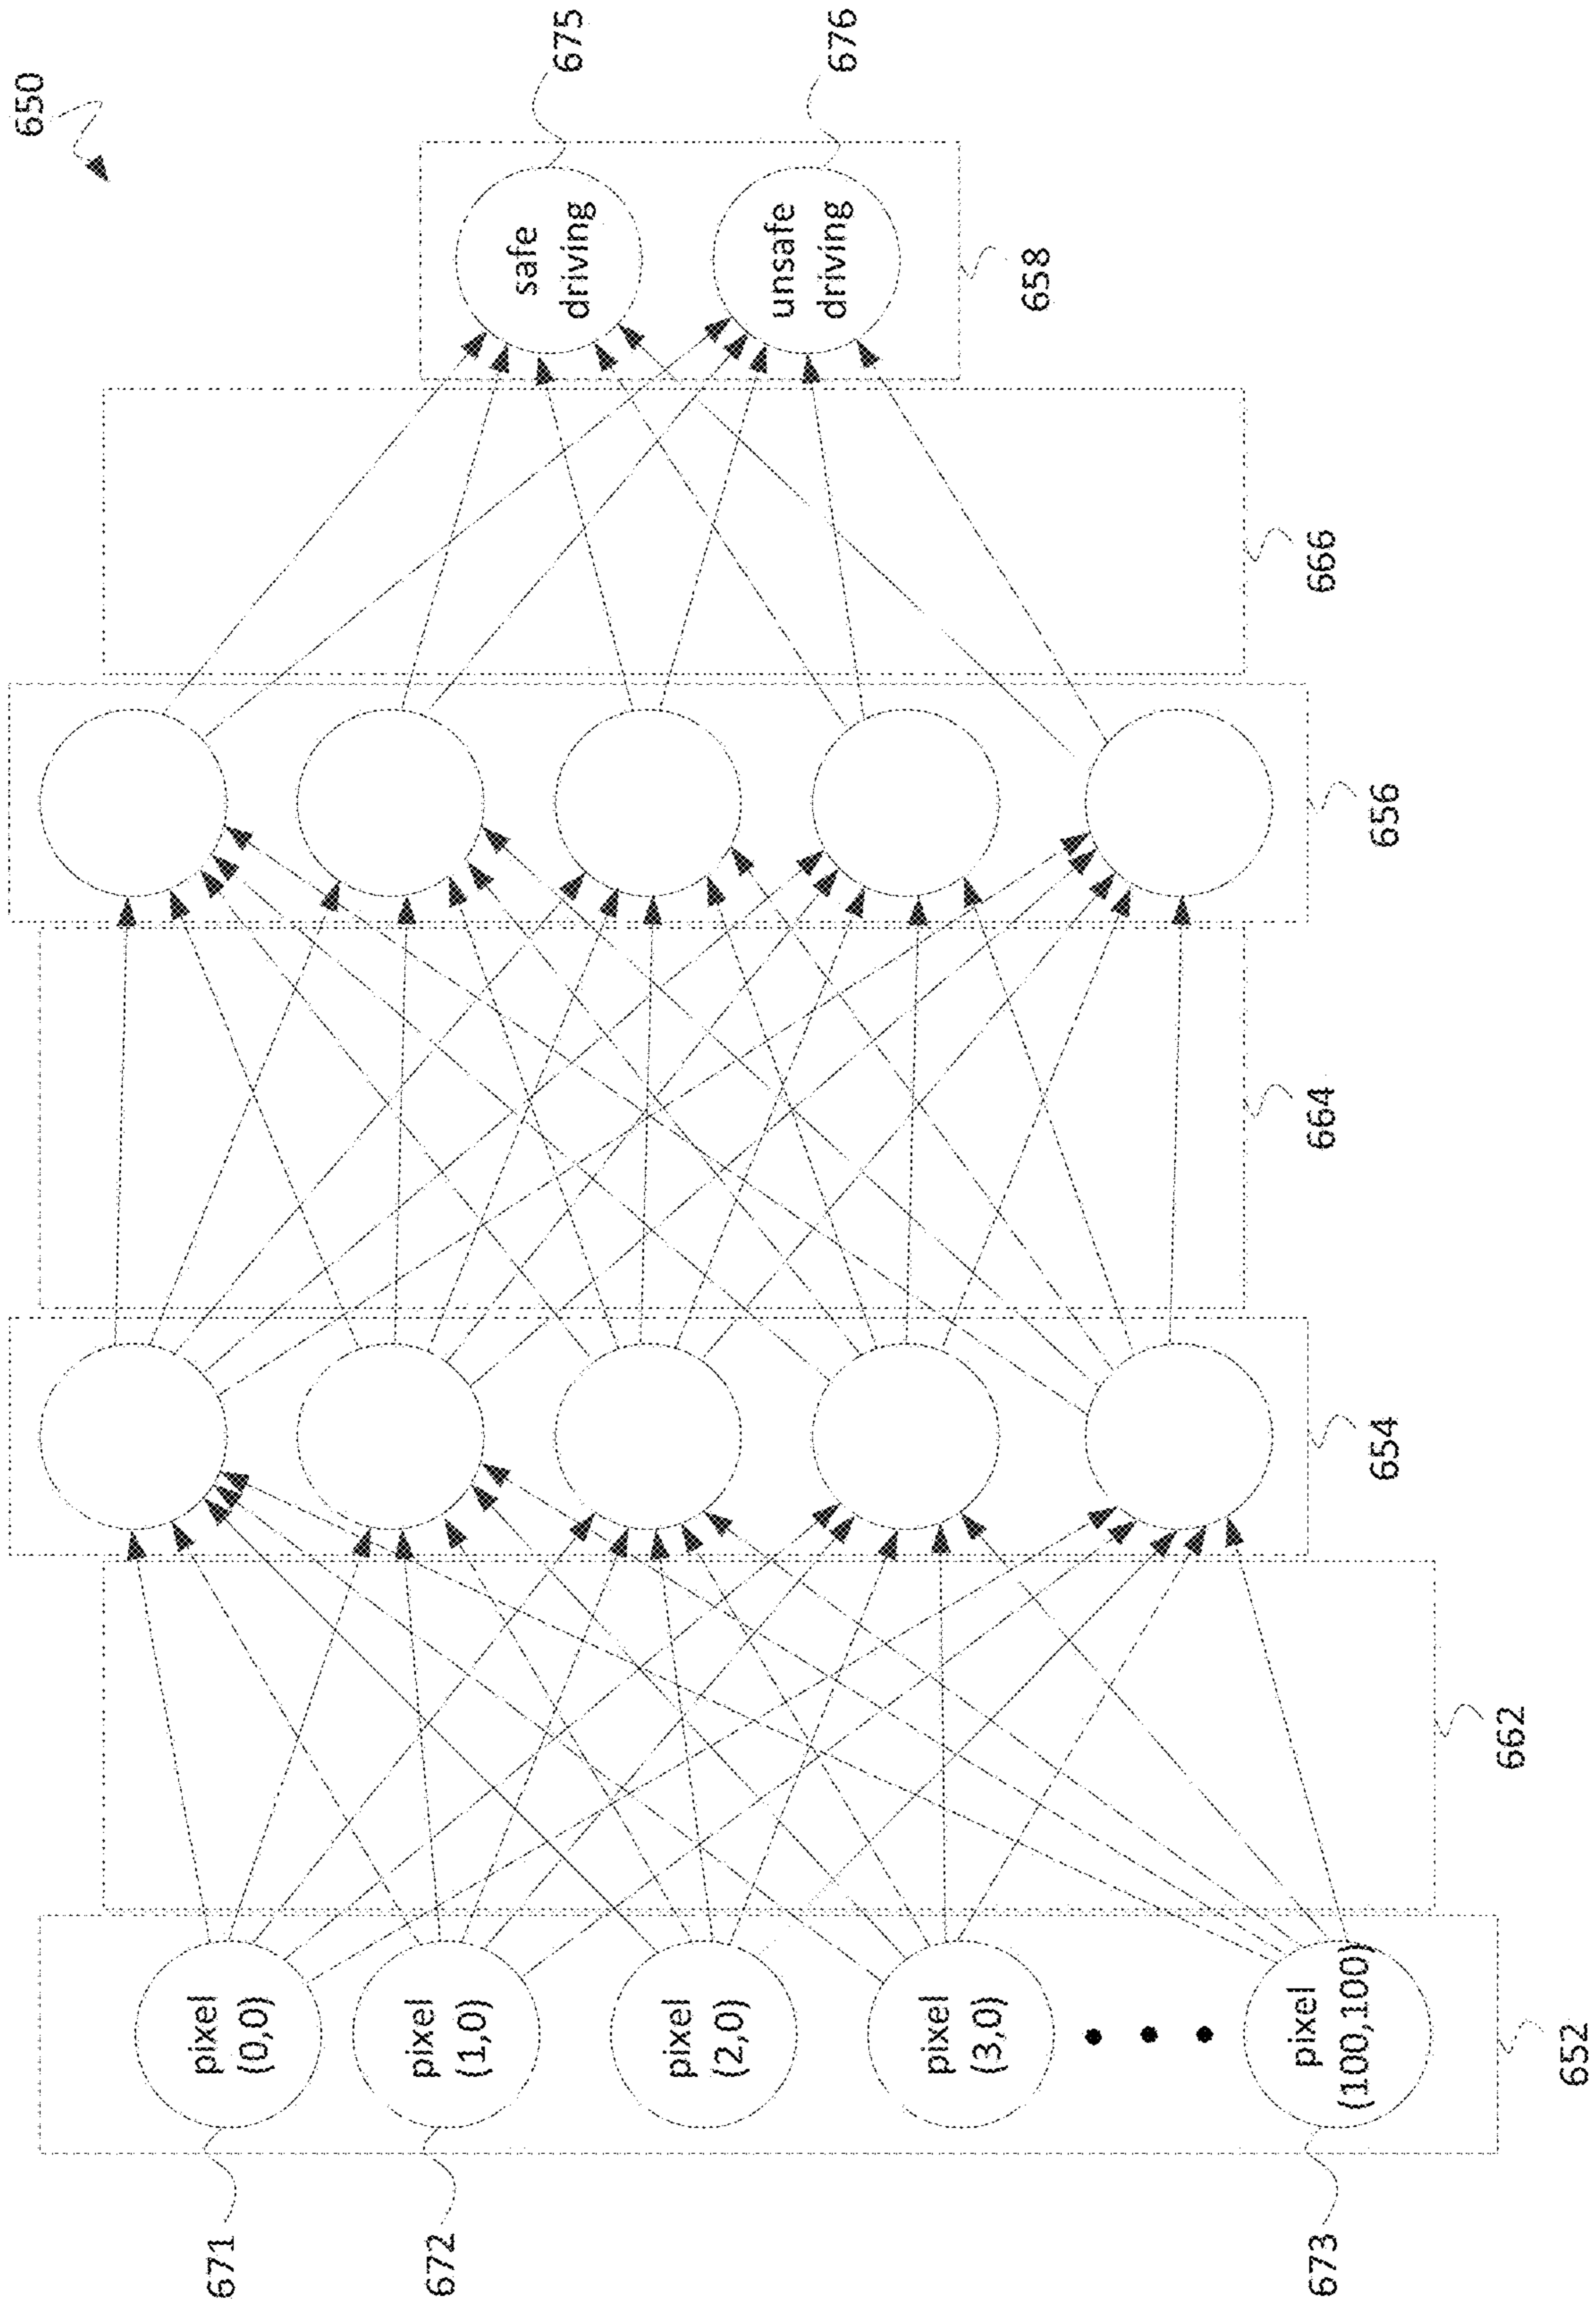 650
671
pixel
(0,0)
672
pixel
(1,0)
safe
driving
675
pixel
(2,0)
unsafe
driving
676
pixel
(3,0)
658
673
pixel
(100,100)
664
666
654
656
662
652